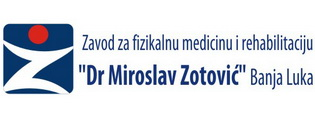 Zavod za fizikalnu medicinu i rehabilitaciju
"Dr Miroslav Zotović" Banja Luka